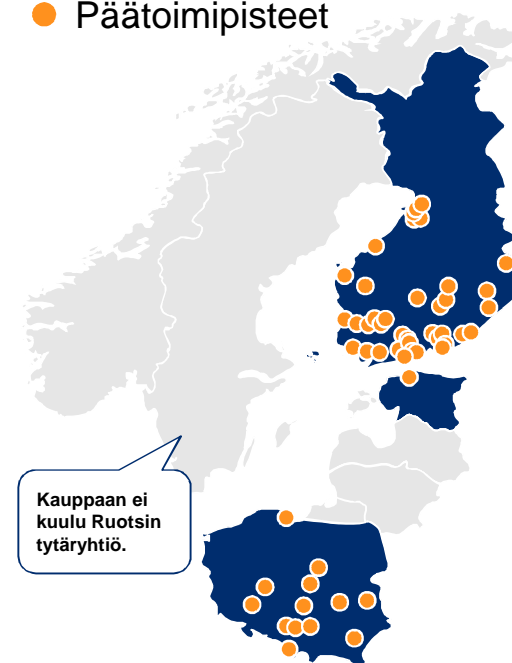 Päätoimipisteet
Kauppaan ei
kuulu Ruotsin
tytäryhtiö.